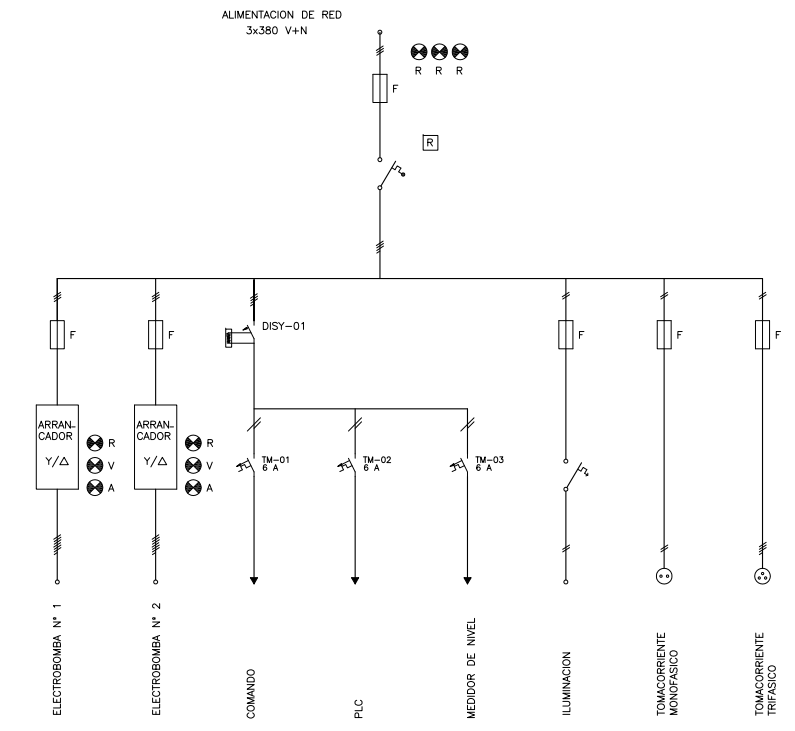 ALIMENTACION DE RED
3x380 V+N
R R R
F
R
F
F
DISY-01
F
F
F
ARRAN-
CADOR
Y/△
R
V
A
ARRAN-
CADOR
Y/△
R
V
A
TM-01
6 A
TM-02
6 A
TM-03
6 A
ELECTROBOMBA Nº 1
ELECTROBOMBA Nº 2
COMANDO
PLC
MEDIDOR DE NIVEL
ILUMINACION
TOMACORRIENTE
MONOFASICO
TOMACORRIENTE
TRIFASICO